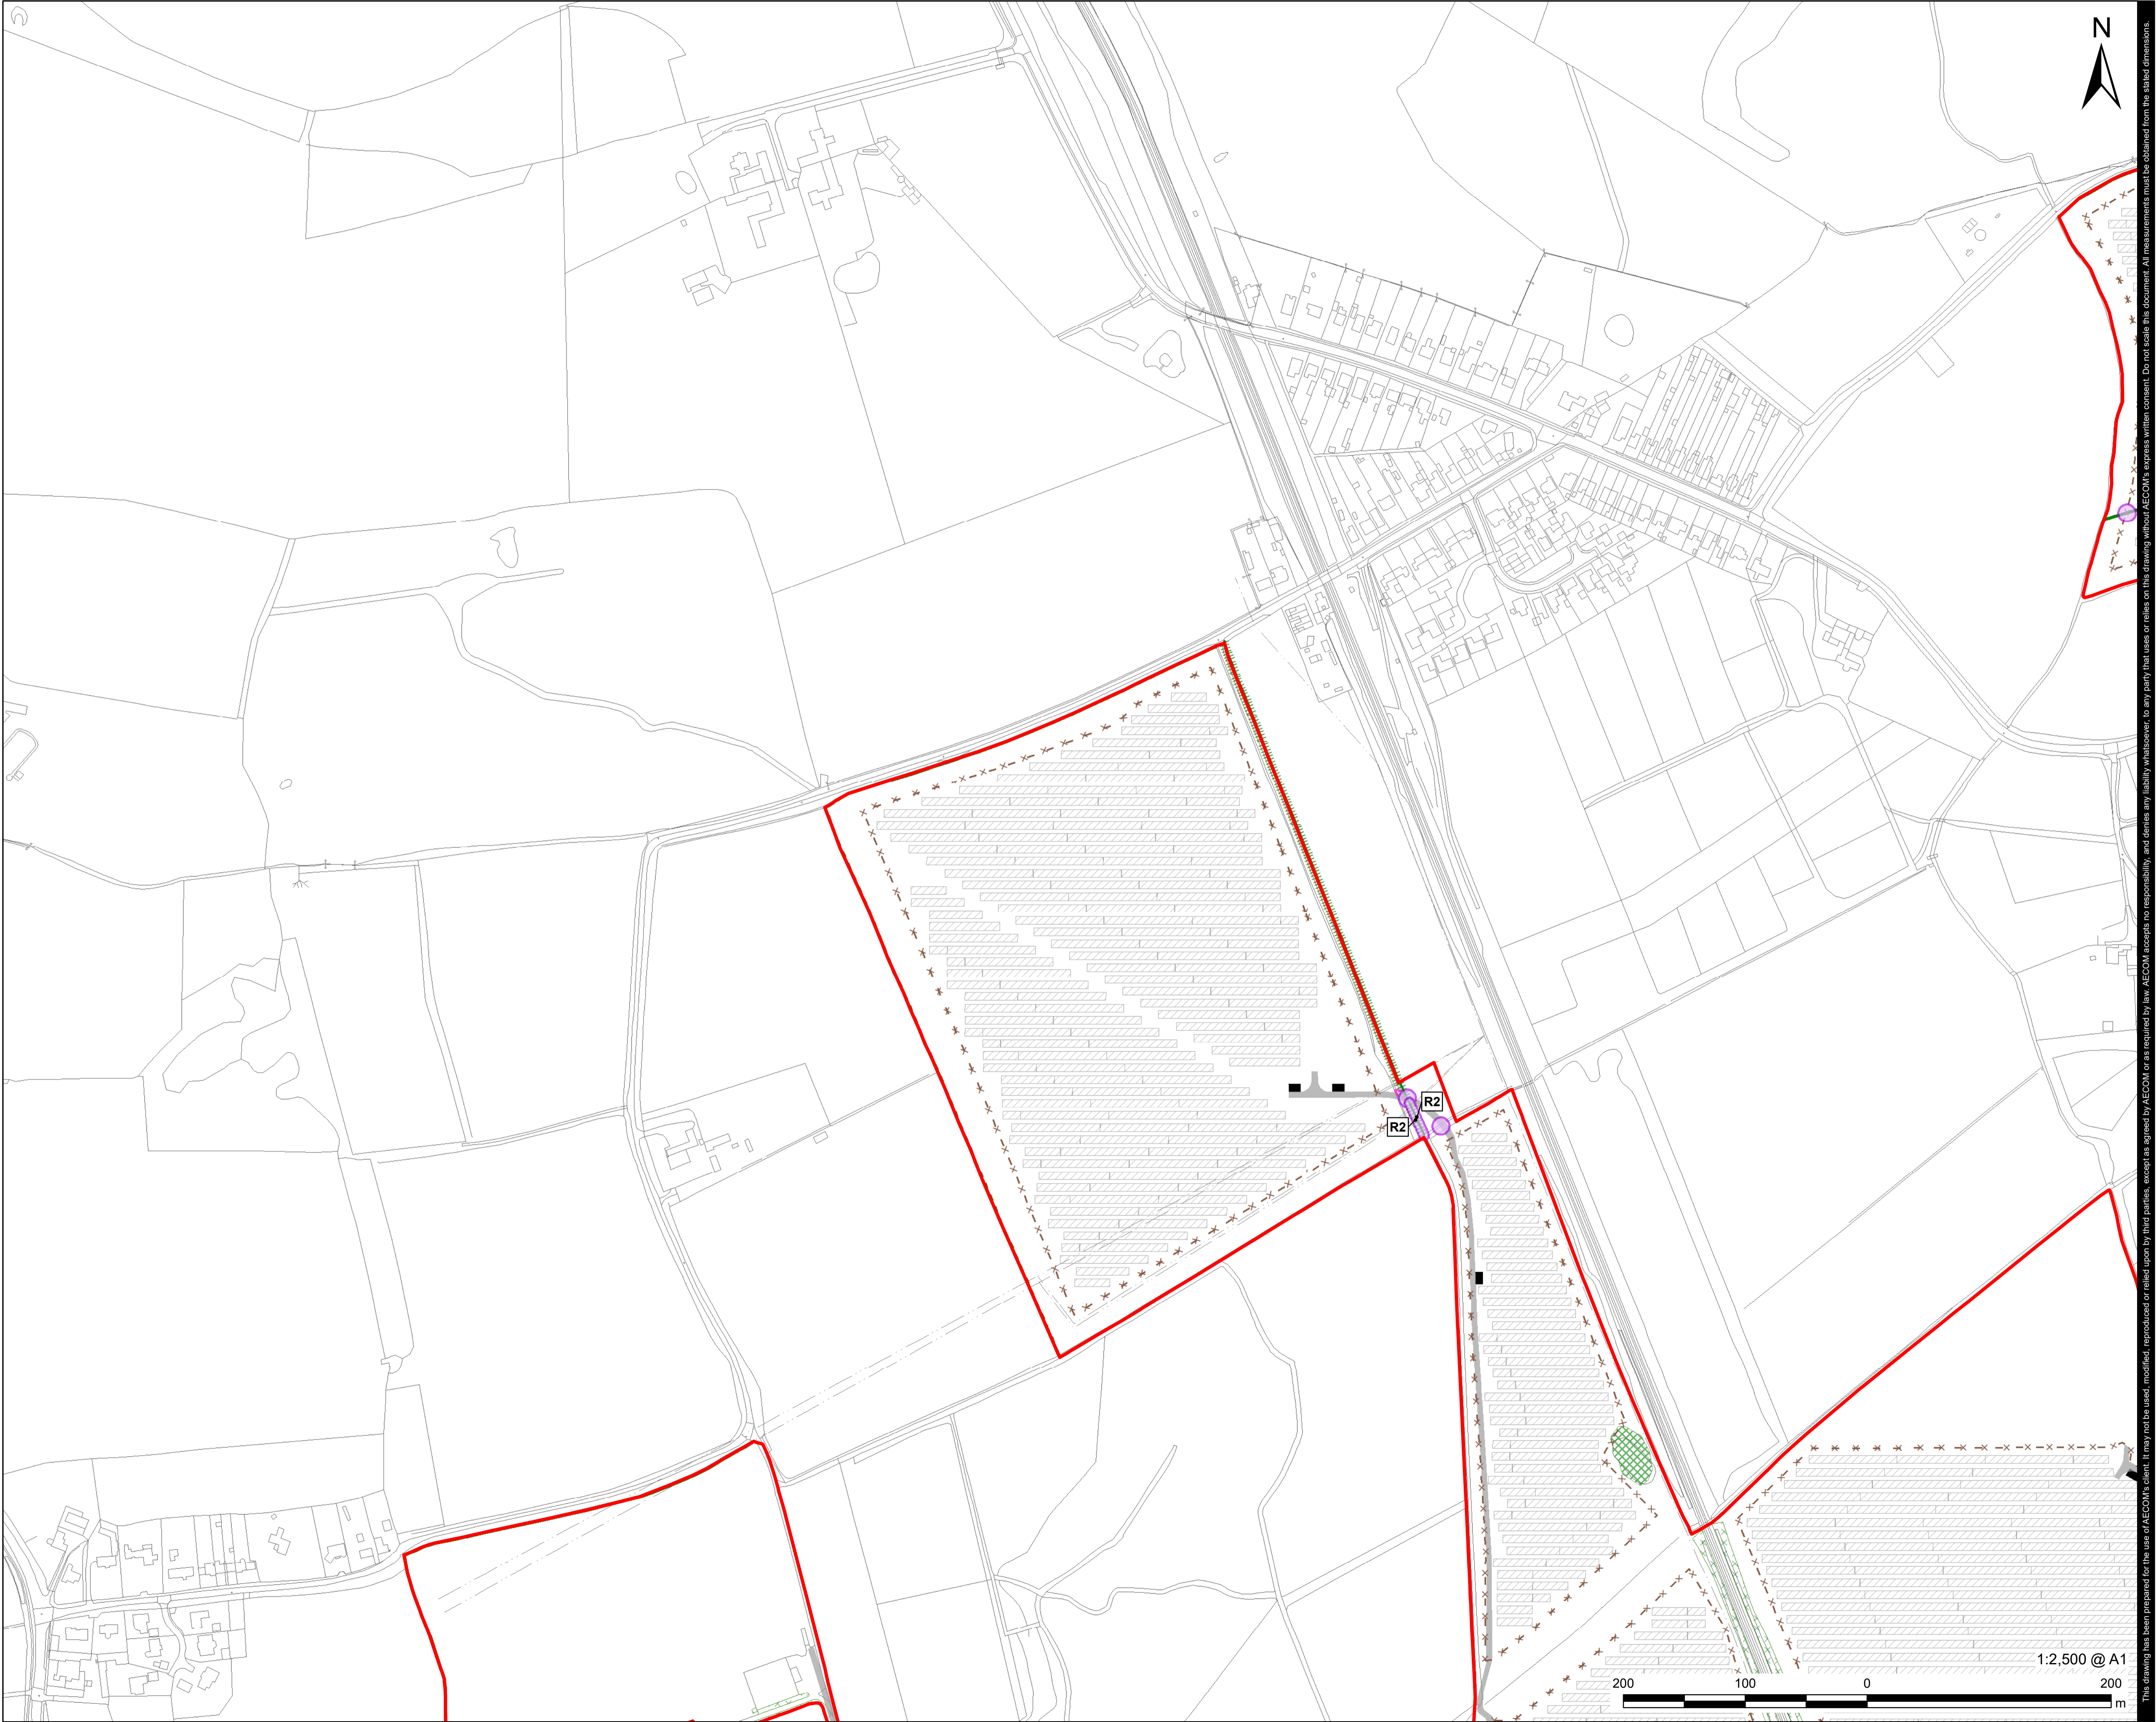 N
R2
R2
1:2,500 @ A1
200 100 0 200
m
This drawing has been prepared for the use of AECOM's client. It may not be used, modified, reproduced or relied upon by third parties, except as agreed by AECOM or as required by law. AECOM accepts no responsibility, and denies any liability whatsoever, to any party that uses or relies on this drawing without AECOM's express written consent. Do not scale this document. All measurements must be obtained from the stated dimensions.